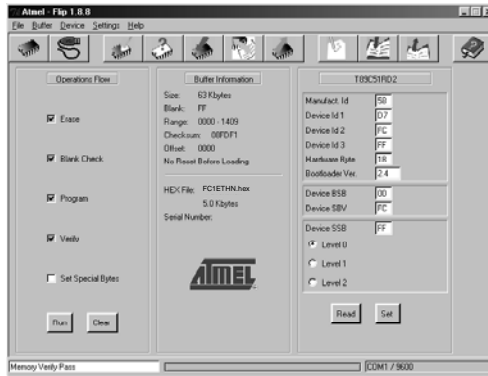 Atmel - Flip 1.8.8
File Buffer Device Settings Help
Operations Flow
Erase
Blank Check
Program
Verify
Set Special Bytes
Run Clear
Buffer Information
Size: 63 Kbytes
Blank: FF
Range: 0000 - 1409
Checksum: 08FDF1
Offset: 0000
No Reset Before Loading
HEX File: FC1ETHN.hex
5.0 Kbytes
Serial Number:
ATMEL
T89C51RD2
Manufact. Id 58
Device Id 1 D7
Device Id 2 FC
Device Id 3 FF
Hardware Byte 18
Bootloader Ver. 2.4
Device BSB 00
Device SBV FC
Device SSB FF
Level 0
Level 1
Level 2
Read Set
Memory Verify Pass
COM1 / 9600